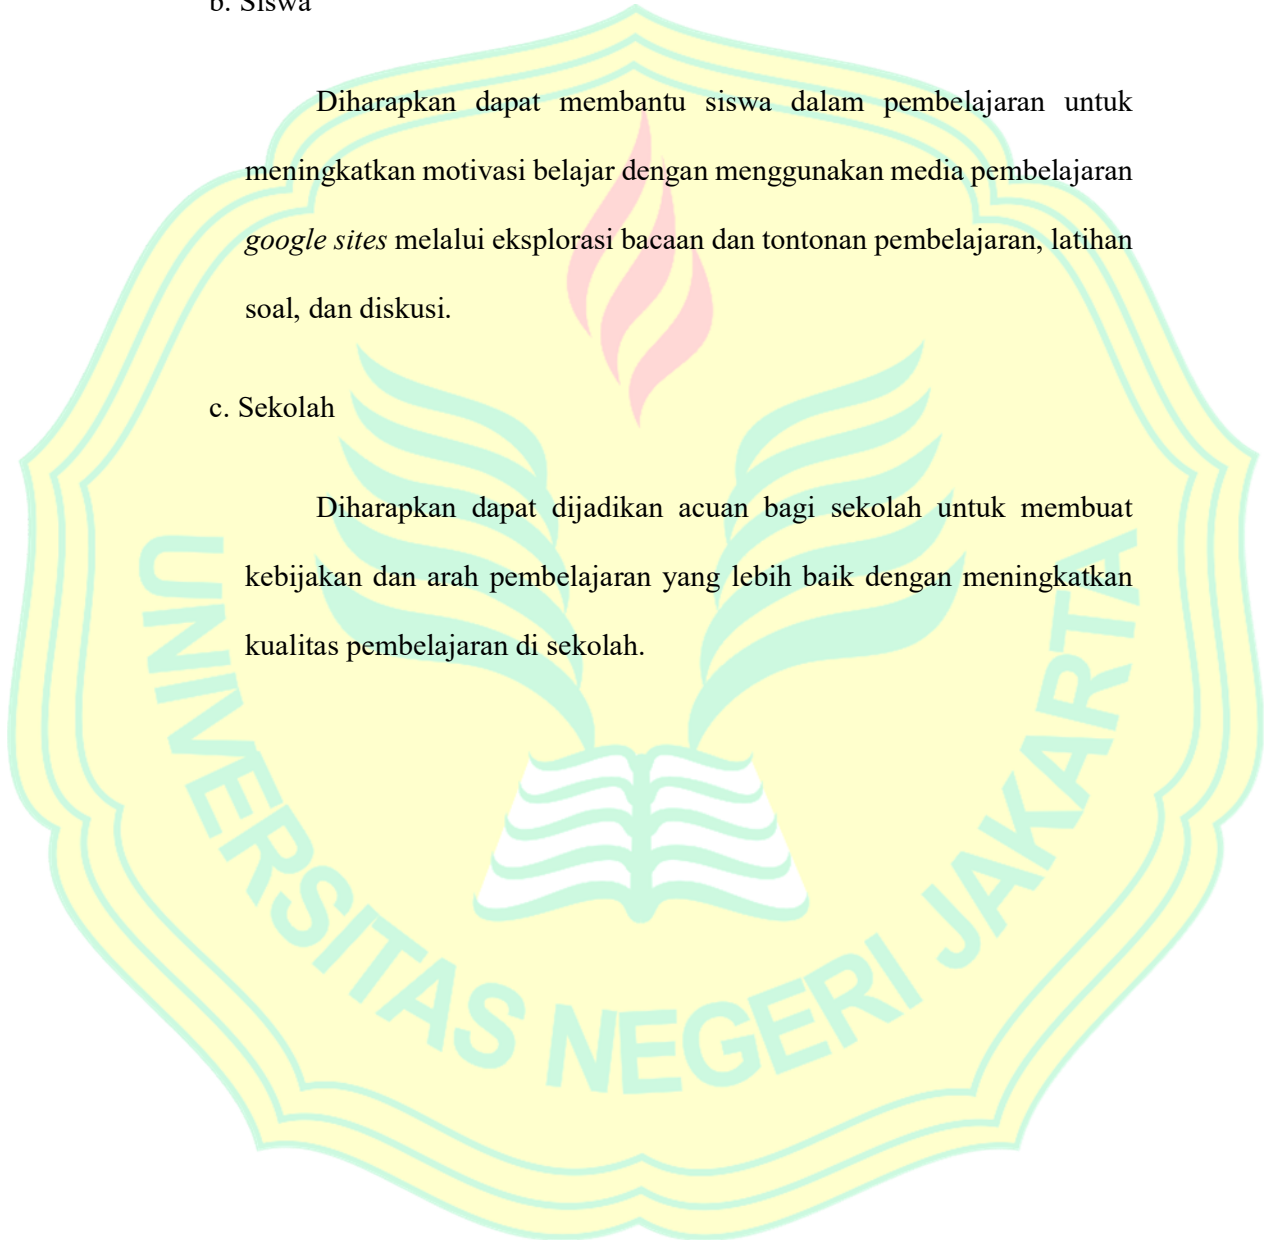 b. Siswa
Diharapkan dapat membantu siswa dalam pembelajaran untuk
meningkatkan motivasi belajar dengan menggunakan media pembelajaran
google sites melalui eksplorasi bacaan dan tontonan pembelajaran, latihan
soal, dan diskusi.
c. Sekolah
Diharapkan dapat dijadikan acuan bagi sekolah untuk membuat
kebijakan dan arah pembelajaran yang lebih baik dengan meningkatkan
kualitas pembelajaran di sekolah.
UNIVERSITAS NEGERI JAKARTA